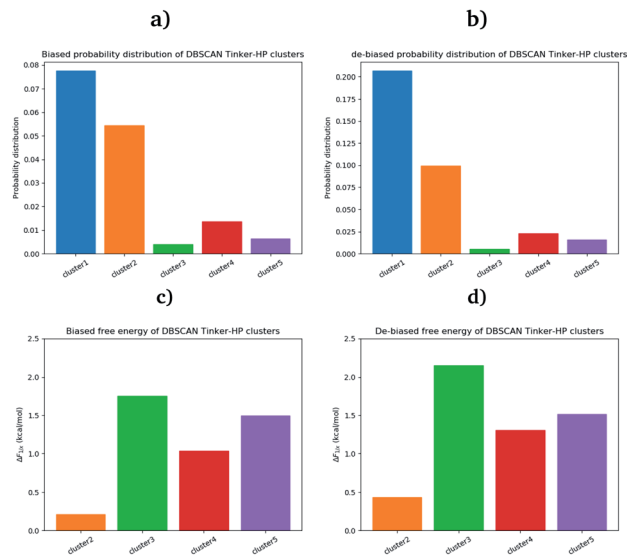 a)
Biased probability distribution of DBSCAN Tinker-HP clusters
0.08
0.07
0.06
0.05
0.04
0.03
0.02
0.01
0.00
Probability distribution
cluster1
cluster2
cluster3
cluster4
cluster5
b)
de-biased probability distribution of DBSCAN Tinker-HP clusters
0.200
0.175
0.150
0.125
0.100
0.075
0.050
0.025
0.000
Probability distribution
cluster1
cluster2
cluster3
cluster4
cluster5
c)
Biased free energy of DBSCAN Tinker-HP clusters
2.5
2.0
1.5
1.0
0.5
0.0
ΔF1/x (kcal/mol)
cluster2
cluster3
cluster4
cluster5
d)
De-biased free energy of DBSCAN Tinker-HP clusters
2.5
2.0
1.5
1.0
0.5
0.0
ΔF1/x (kcal/mol)
cluster2
cluster3
cluster4
cluster5